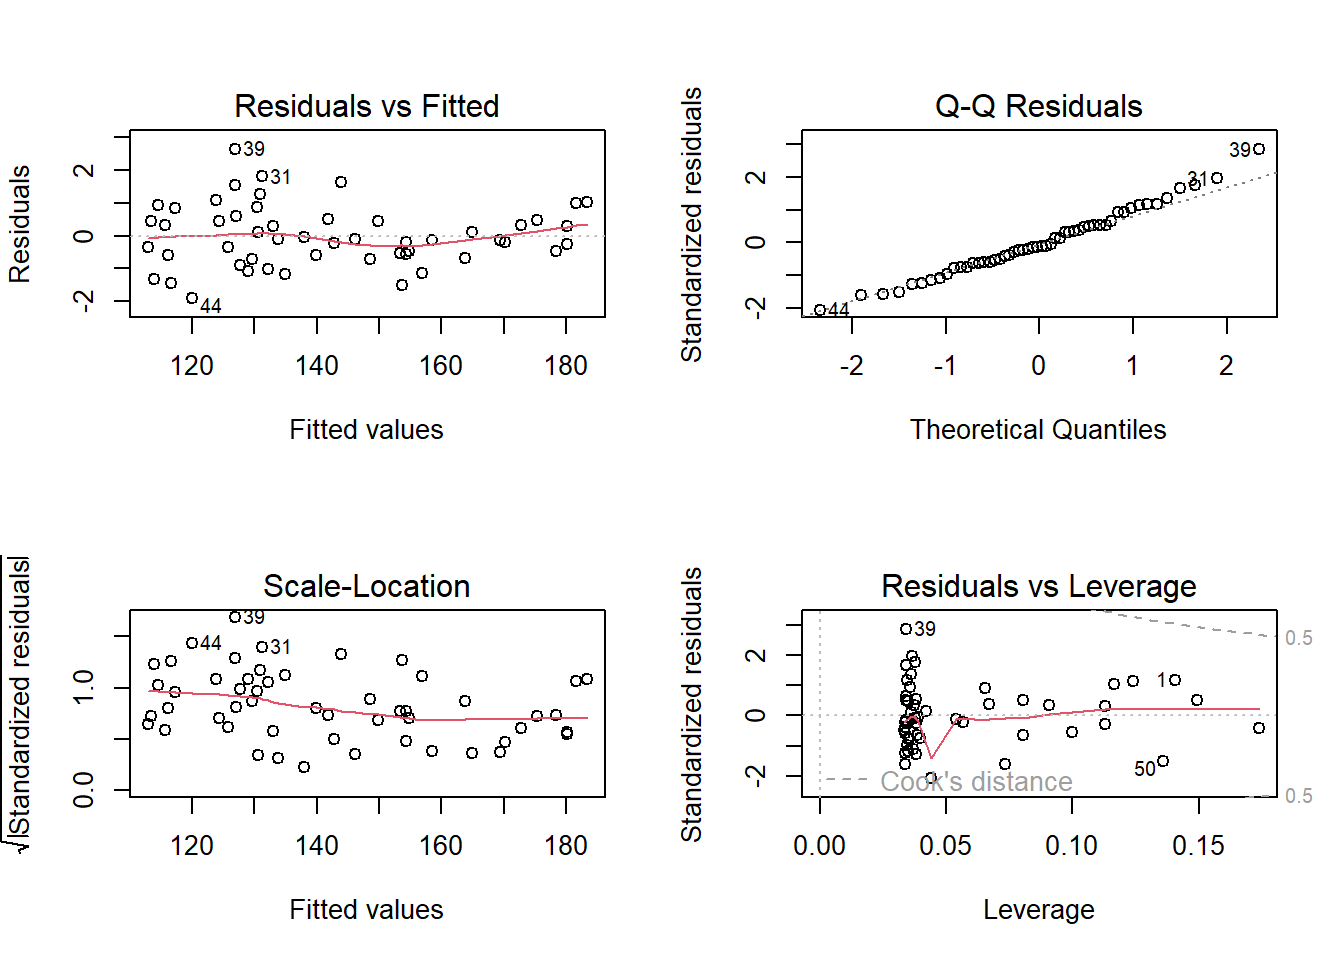 Residuals vs Fitted
Residuals
2
0
-2
39
31
44
120 140 160 180
Fitted values
Q-Q Residuals
Standardized residuals
2
0
-2
39
31
44
-2 -1 0 1 2
Theoretical Quantiles
Scale-Location
√|Standardized residuals|
1.0
0.0
39
44
31
120 140 160 180
Fitted values
Residuals vs Leverage
Standardized residuals
2
0
-2
39
1
50
0.5
0.5
Cook's distance
0.00 0.05 0.10 0.15
Leverage